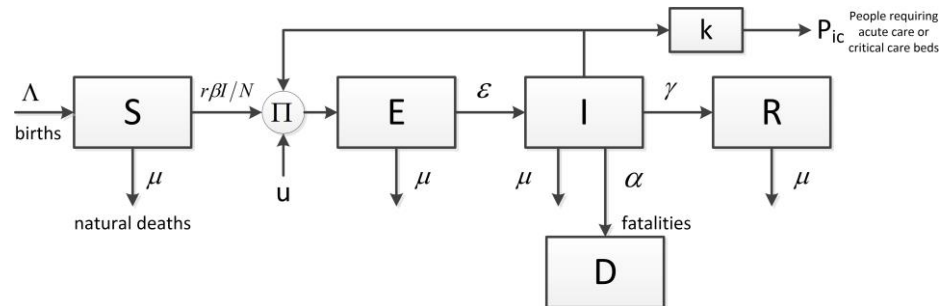 k
P_ic
People requiring
acute care or
critical care beds
Λ
births
S
rβI/N
Π
E
ε
I
γ
R
μ
natural deaths
u
μ
μ
α
fatalities
μ
D